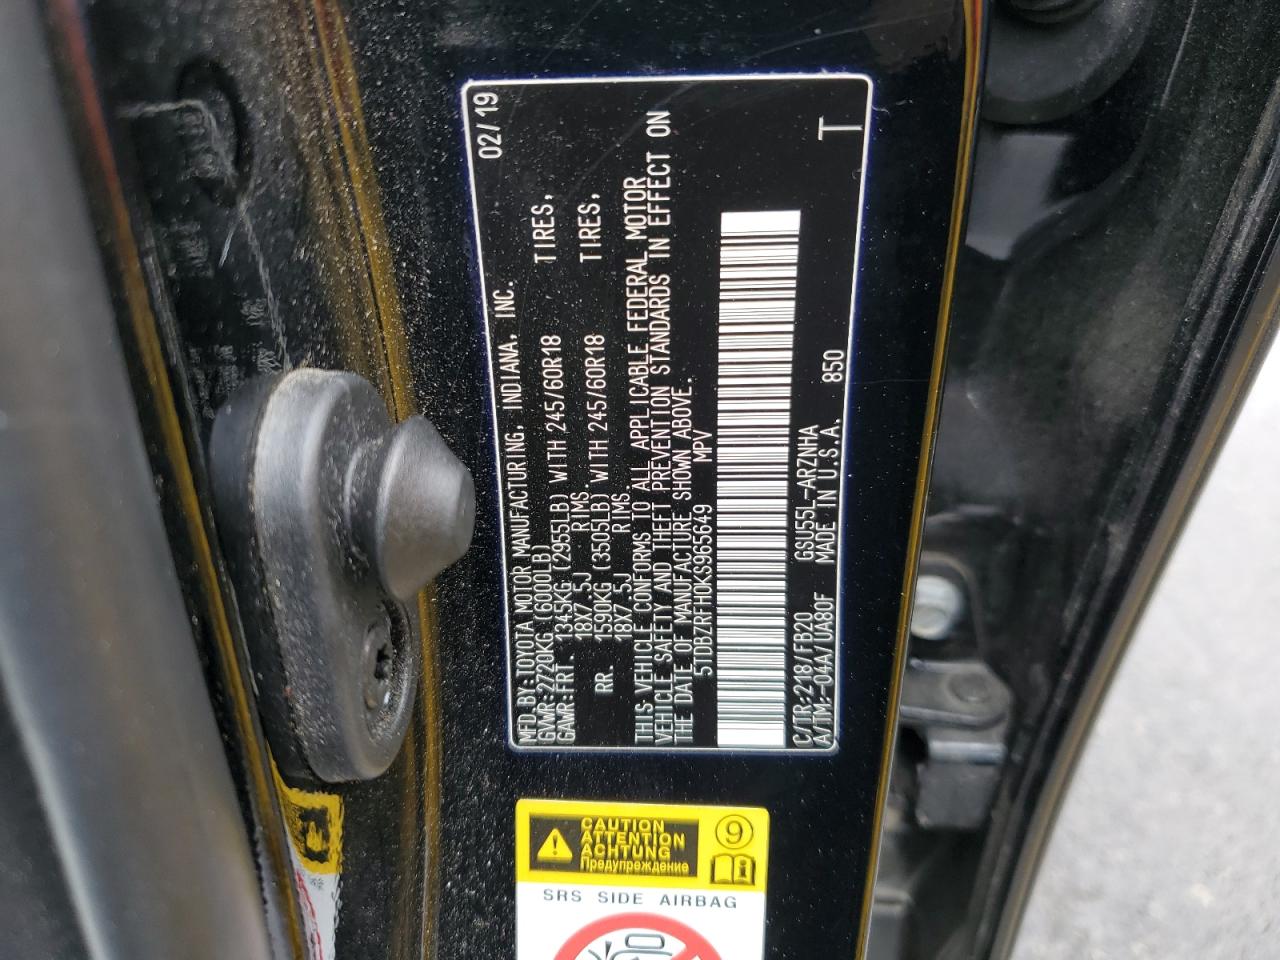 02/19
MFD.BY:TOYOTA MOTOR MANUFACTURING, INDIANA, INC.
GVWR:2720KG (6000LB)
GAWR:FRT. 1345KG (2955LB) WITH 245/60R18 TIRES,
18X7.5J RIMS.
RR. 1590KG (3505LB) WITH 245/60R18 TIRES,
18X7.5J RIMS.
THIS VEHICLE CONFORMS TO ALL APPLICABLE FEDERAL MOTOR
VEHICLE SAFETY AND THEFT PREVENTION STANDARDS IN EFFECT ON
THE DATE OF MANUFACTURE SHOWN ABOVE.
5TDBZRFH0KS965649 MPV
C/TR:218/FB20 GSU55L-ARZNHA
A/TM:-04A/UA80F MADE IN U.S.A. 850 T
CAUTION
ATTENTION
ACHTUNG
Предупреждение
9
SRS SIDE AIRBAG